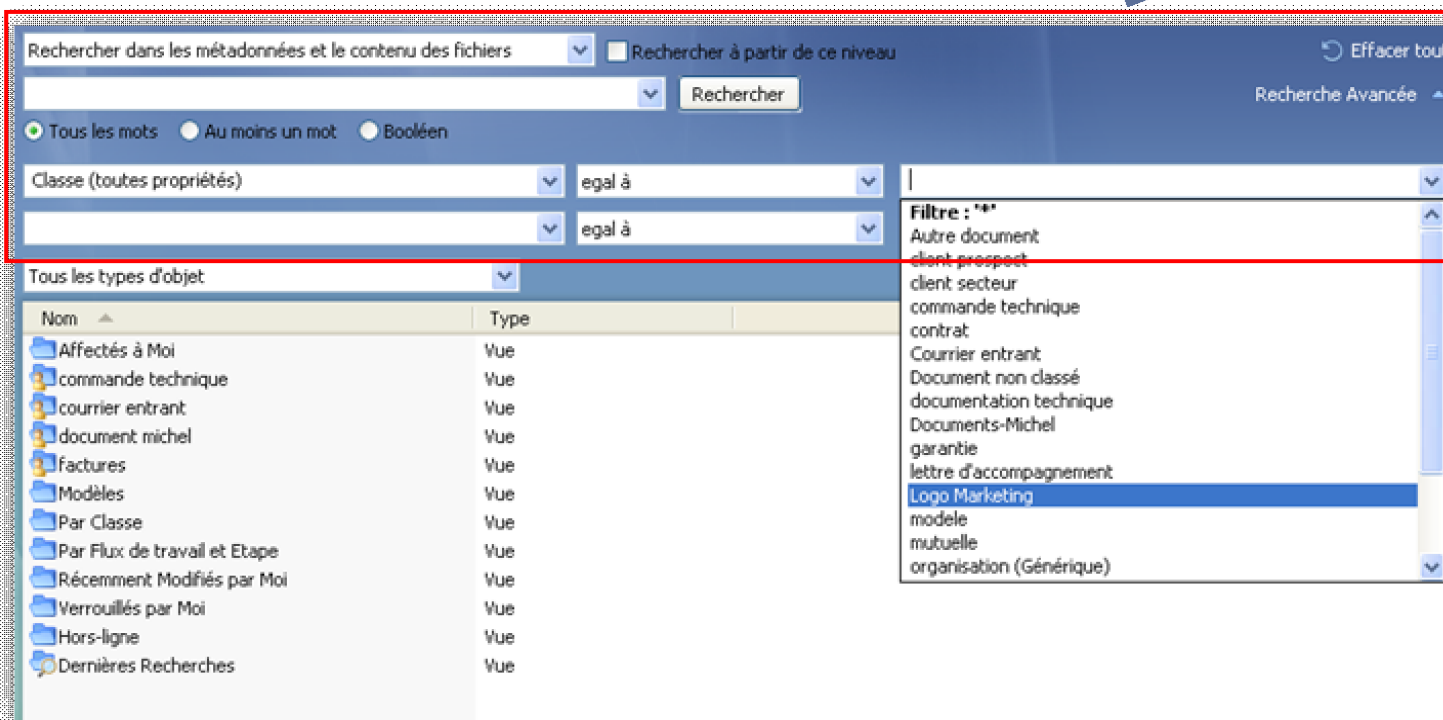 Rechercher dans les métadonnées et le contenu des fichiers
Rechercher à partir de ce niveau
Effacer tout
Rechercher
Recherche Avancée
Tous les mots
Au moins un mot
Booléen
Classe (toutes propriétés)
egal à
egal à
Filtre : '*'
Autre document
client prospect
client secteur
commande technique
contrat
Courrier entrant
Document non classé
documentation technique
Documents-Michel
garantie
lettre d'accompagnement
Logo Marketing
modele
mutuelle
organisation (Générique)
Tous les types d'objet
Nom Type
Affectés à Moi Vue
commande technique Vue
courrier entrant Vue
document michel Vue
factures Vue
Modèles Vue
Par Classe Vue
Par Flux de travail et Etape Vue
Récemment Modifiés par Moi Vue
Verrouillés par Moi Vue
Hors-ligne Vue
Dernières Recherches Vue